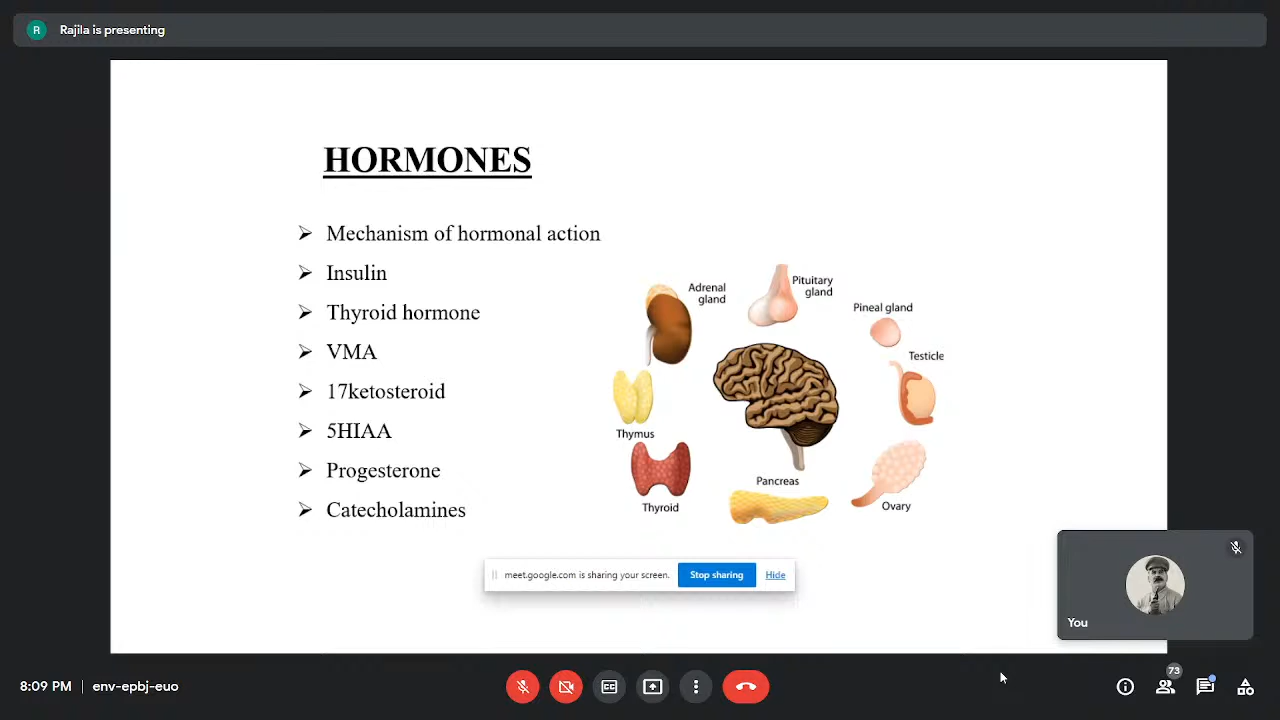 R Rajila is presenting
HORMONES
Mechanism of hormonal action
Insulin
Thyroid hormone
VMA
17ketosteroid
5HIAA
Progesterone
Catecholamines
Adrenal
gland
Pituitary
gland
Pineal gland
Testicle
Thymus
Thyroid
Pancreas
Ovary
meet.google.com is sharing your screen. Stop sharing Hide
You
8:09 PM | env-epbj-euo
CC
73